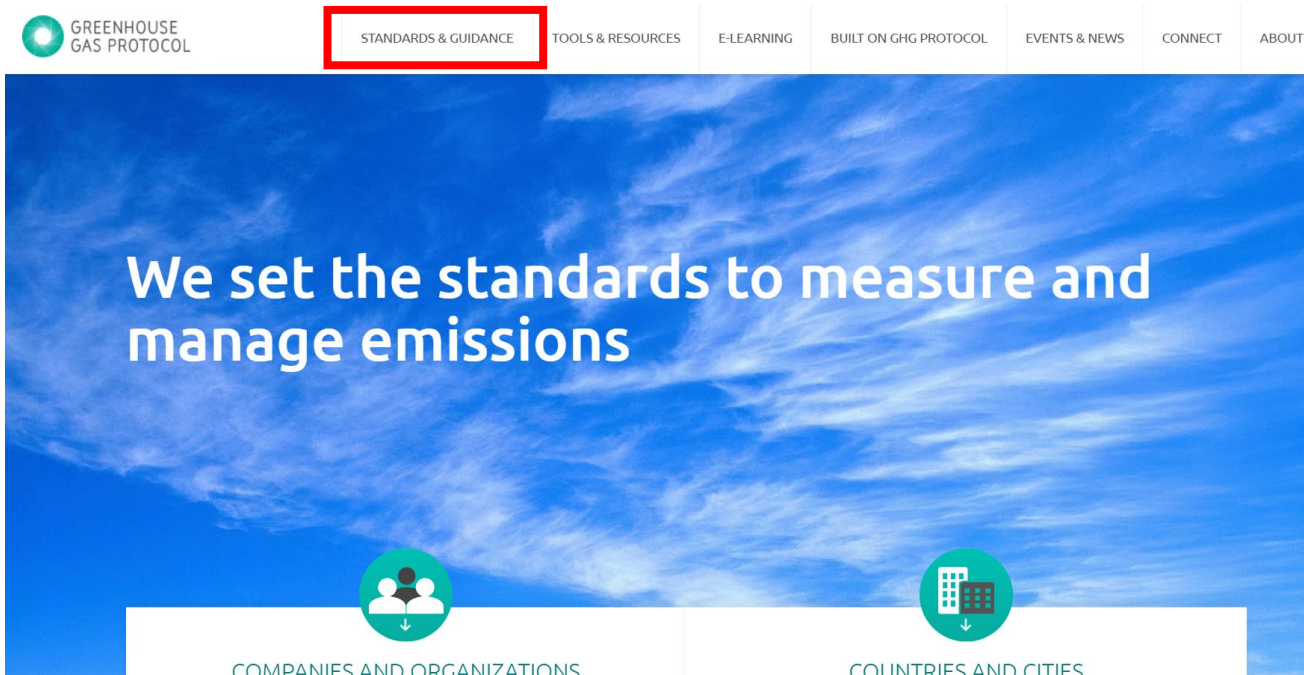 GREENHOUSE
GAS PROTOCOL
STANDARDS & GUIDANCE
TOOLS & RESOURCES
E-LEARNING
BUILT ON GHG PROTOCOL
EVENTS & NEWS
CONNECT
ABOUT
We set the standards to measure and
manage emissions
COMPANIES AND ORGANIZATIONS
COUNTRIES AND CITIES